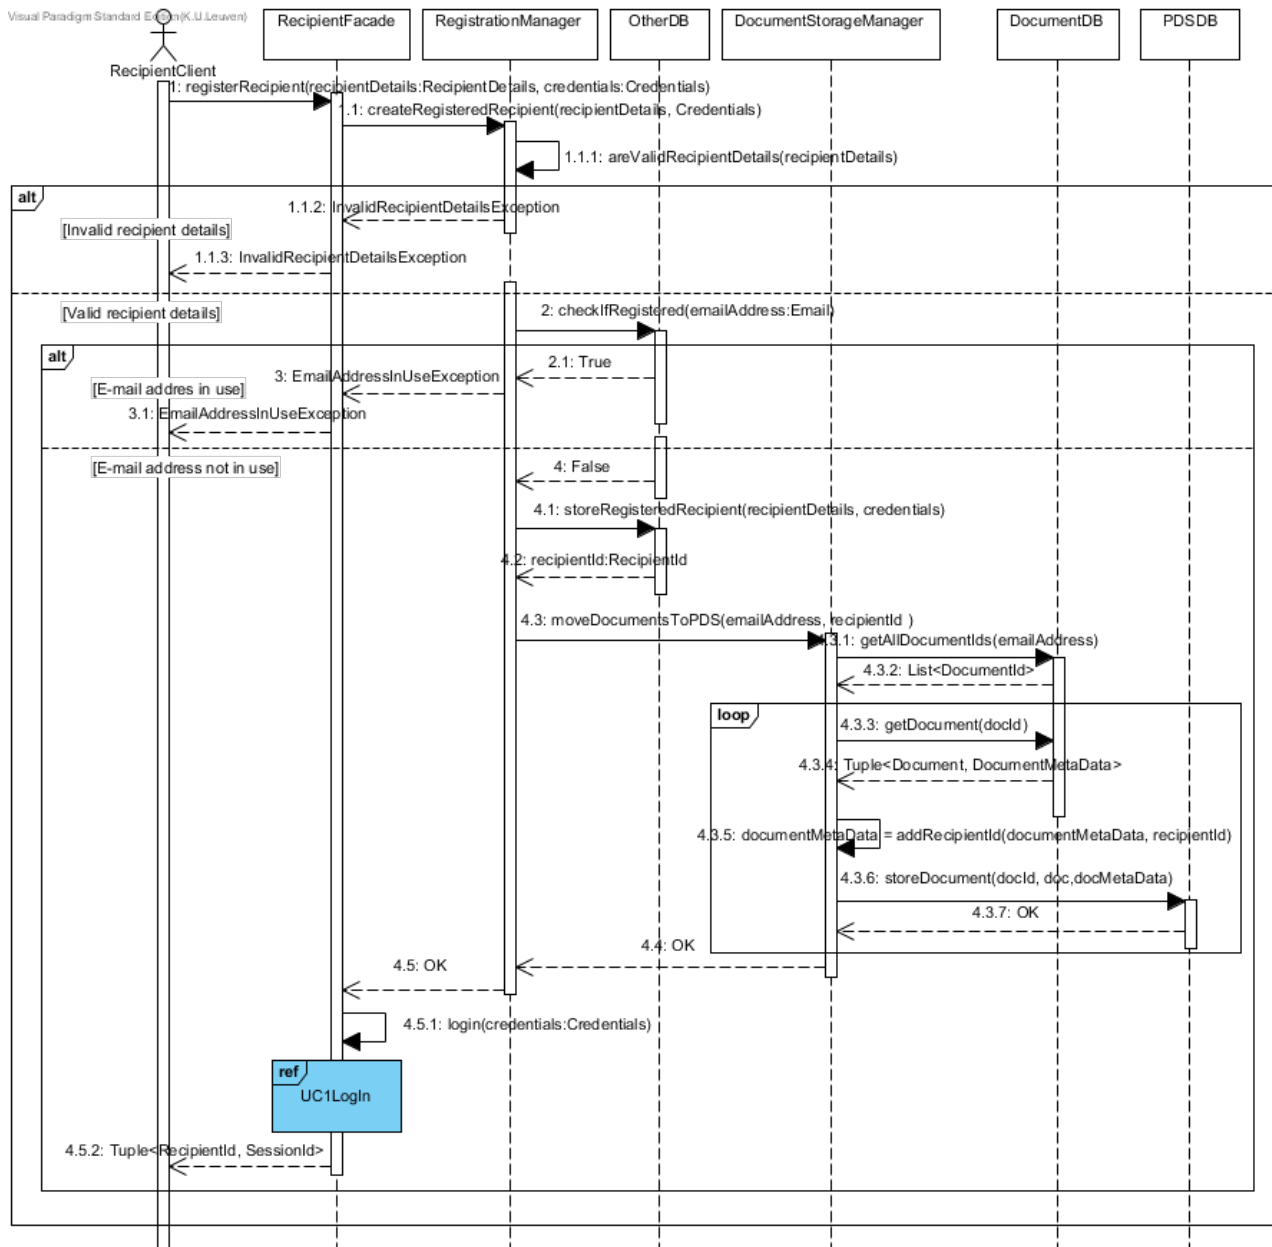 Visual Paradigm Standard Edition(K.U.Leuven)
RecipientFacade
RegistrationManager
OtherDB
DocumentStorageManager
DocumentDB
PDSDB
RecipientClient
1: registerRecipient(recipientDetails:RecipientDetails, credentials:Credentials)
1.1: createRegisteredRecipient(recipientDetails, Credentials)
1.1.1: areValidRecipientDetails(recipientDetails)
alt
1.1.2: InvalidRecipientDetailsException
[Invalid recipient details]
1.1.3: InvalidRecipientDetailsException
[Valid recipient details]
2: checkIfRegistered(emailAddress:Email)
alt
2.1: True
3: EmailAddressInUseException
[E-mail addres in use]
3.1: EmailAddressInUseException
[E-mail address not in use]
4: False
4.1: storeRegisteredRecipient(recipientDetails, credentials)
4.2: recipientId:RecipientId
4.3: moveDocumentsToPDS(emailAddress, recipientId )
4.3.1: getAllDocumentIds(emailAddress)
4.3.2: List<DocumentId>
loop
4.3.3: getDocument(docId)
4.3.4: Tuple<Document, DocumentMetaData>
4.3.5: documentMetaData = addRecipientId(documentMetaData, recipientId)
4.3.6: storeDocument(docId, doc,docMetaData)
4.3.7: OK
4.4: OK
4.5: OK
4.5.1: login(credentials:Credentials)
ref
UC1LogIn
4.5.2: Tuple<RecipientId, SessionId>